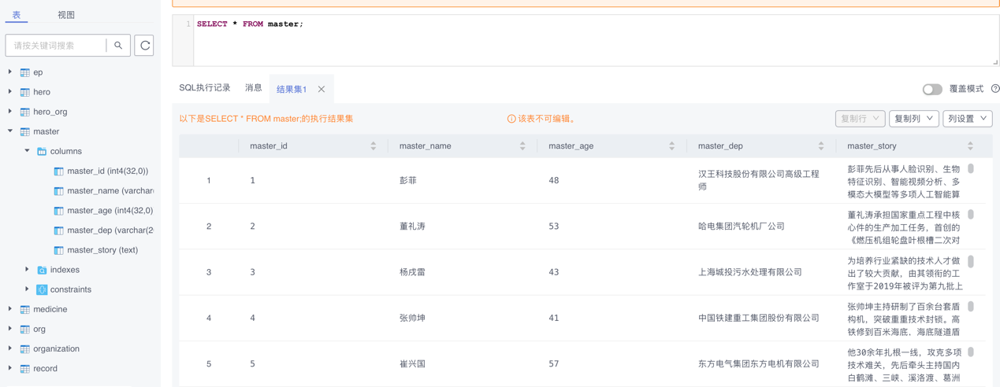 表 视图
请按关键词搜索
ep
hero
hero_org
master
columns
master_id (int4(32,0))
master_name (varchar
master_age (int4(32,0)
master_dep (varchar(2
master_story (text)
indexes
constraints
medicine
org
organization
record
1 SELECT * FROM master;
SQL执行记录 消息 结果集1 覆盖模式
以下是SELECT * FROM master;的执行结果集 该表不可编辑。 复制行 复制列 列设置
master_id master_name master_age master_dep master_story
1 1 彭菲 48
汉王科技股份有限公司高级工程
师
彭菲先后从事人脸识别、生物
特征识别、智能视频分析、多
模态大模型等多项人工智能算
2 2 董礼涛 53 哈电集团汽轮机厂公司
董礼涛承担国家重点工程中核
心件的生产加工任务，首创的
《燃压机组轮盘叶根槽二次对
3 3 杨戌雷 43 上海城投污水处理有限公司
为培养行业紧缺的技术人才做
出了较大贡献，由其领衔的工
作室于2019年被评为第九批上
4 4 张帅坤 41 中国铁建重工集团股份有限公司
张帅坤主持研制了百余台套盾
构机，突破重重技术封锁。高
铁修到百米海底，海底隧道盾
5 5 崔兴国 57 东方电气集团东方电机有限公司
他30余年扎根一线，攻克多项
技术难关，先后牵头主持国内
白鹤滩、三峡、溪洛渡、葛洲